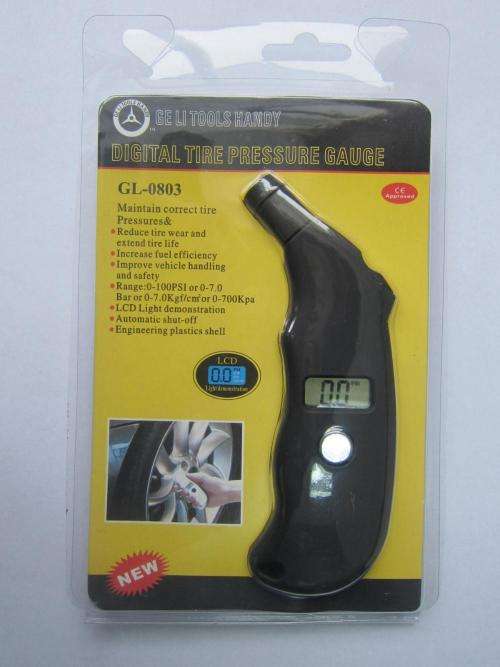 GE LI TOOLS HANDY
DIGITAL TIRE PRESSURE GAUGE
GL-0803
Maintain correct tire
Pressures&
Reduce tire wear and
extend tire life
Increase fuel efficiency
Improve vehicle handling
and safety
Range:0-100PSI or 0-7.0
Bar or 0-7.0Kgf/cm²or 0-700Kpa
LCD Light demonstration
Automatic shut-off
Engineering plastics shell
CE
Approved
LCD
0.0
Light demonstration
0.0 PSI
NEW